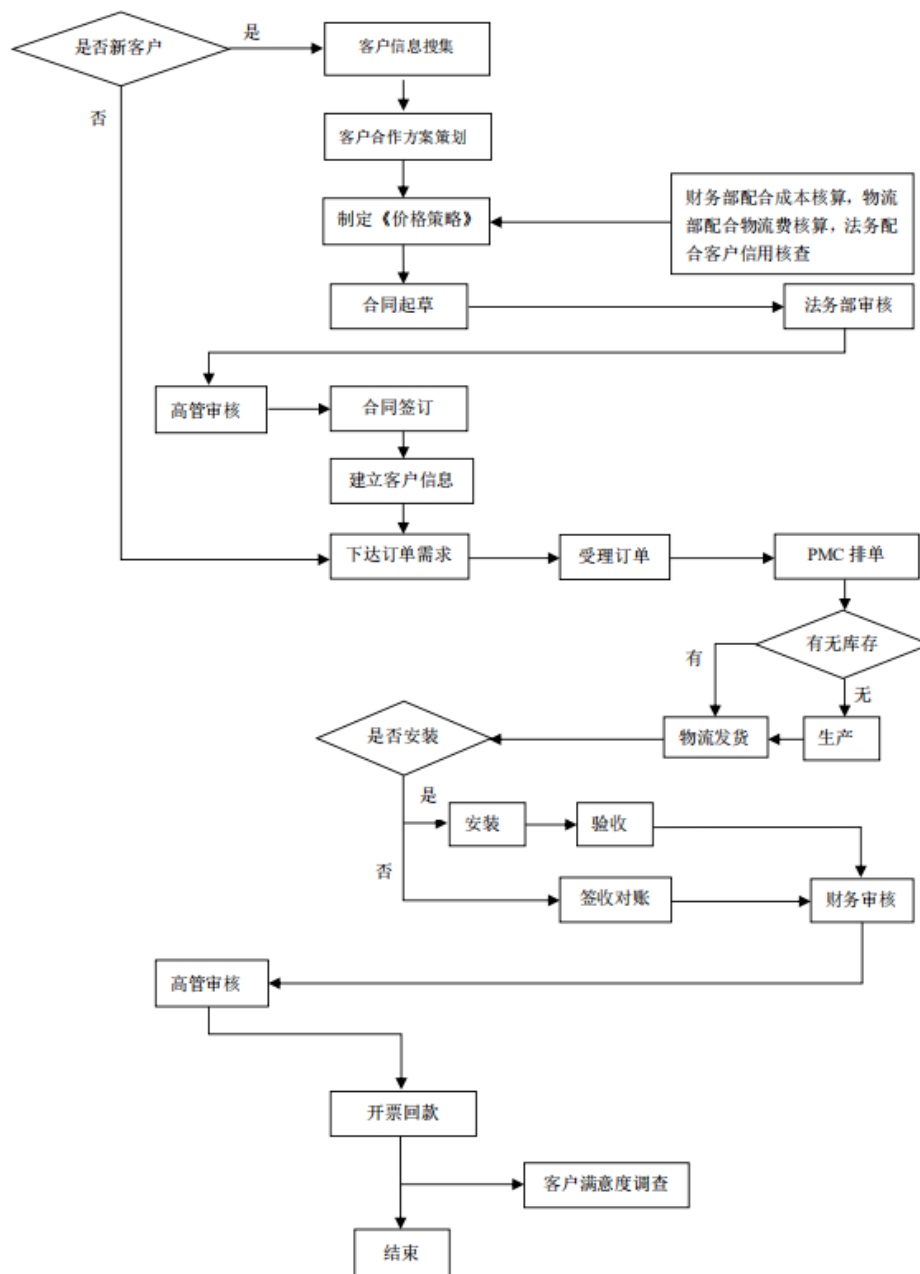 是否新客户
是
客户信息搜集
否
客户合作方案策划
制定《价格策略》
财务部配合成本核算，物流
部配合物流费核算，法务配
合客户信用核查
合同起草
法务部审核
高管审核
合同签订
建立客户信息
下达订单需求
受理订单
PMC 排单
有无库存
有
无
是否安装
物流发货
生产
是
安装
验收
否
签收对账
财务审核
高管审核
开票回款
客户满意度调查
结束